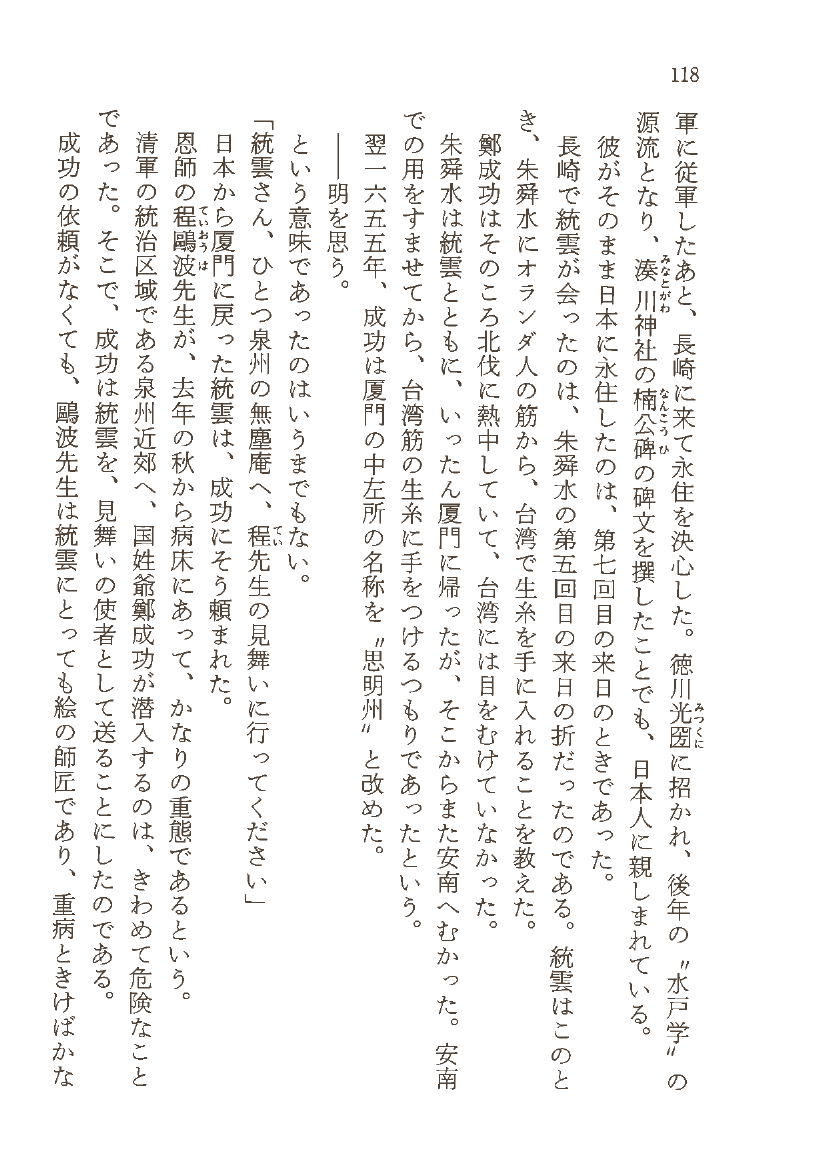 118
軍に従軍したあと、長崎に来て永住を決心した。徳川光圀に招かれ、後年の〝水戸学〟の
源流となり、湊川神社の楠公碑の碑文を撰したことでも、日本人に親しまれている。
彼がそのまま日本に永住したのは、第七回目の来日のときであった。
長崎で統雲が会ったのは、朱舜水の第五回目の来日の折だったのである。統雲はこのと
き、朱舜水にオランダ人の筋から、台湾で生糸を手に入れることを教えた。
鄭成功はそのころ北伐に熱中していて、台湾には目をむけていなかった。
朱舜水は統雲とともに、いったん厦門に帰ったが、そこからまた安南へむかった。安南
での用をすませてから、台湾筋の生糸に手をつけるつもりであったという。
翌一六五五年、成功は厦門の中左所の名称を〝思明州〟と改めた。
――明を思う。
という意味であったのはいうまでもない。
「統雲さん、ひとつ泉州の無塵庵へ、程先生の見舞いに行ってください」
日本から厦門に戻った統雲は、成功にそう頼まれた。
恩師の程鷗波先生が、去年の秋から病床にあって、かなりの重態であるという。
清軍の統治区域である泉州近郊へ、国姓爺鄭成功が潜入するのは、きわめて危険なこと
であった。そこで、成功は統雲を、見舞いの使者として送ることにしたのである。
成功の依頼がなくても、鷗波先生は統雲にとっても絵の師匠であり、重病ときけばかな